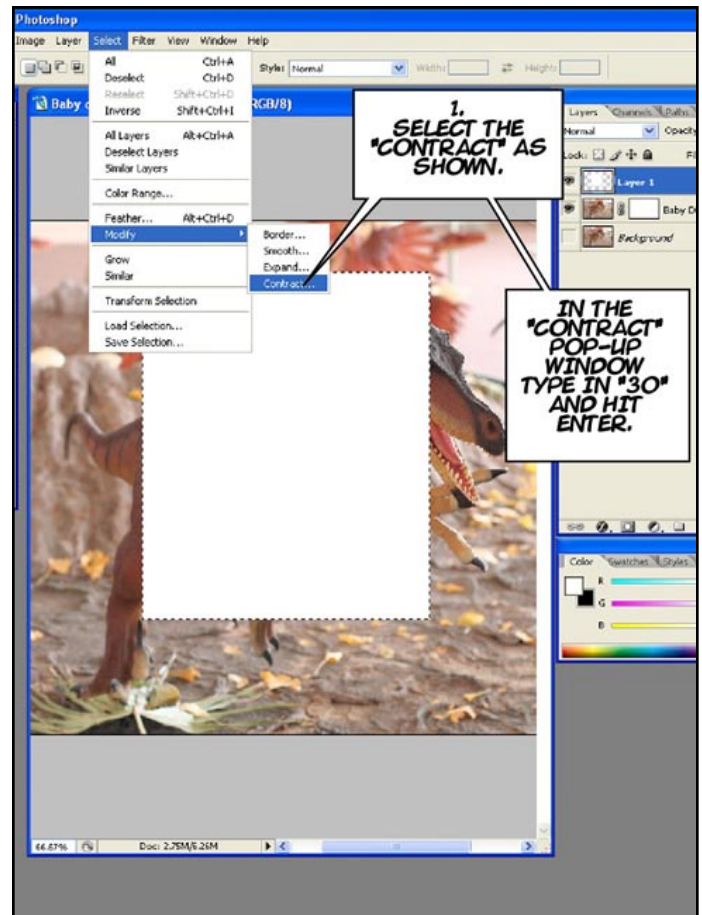 Photoshop
Image Layer Select Filter View Window Help
Style: Normal Width: Height:
All Ctrl+A
Deselect Ctrl+D
Reselect Shift+Ctrl+D
Inverse Shift+Ctrl+I
All Layers Alt+Ctrl+A
Deselect Layers
Similar Layers
Color Range...
Feather... Alt+Ctrl+D
Modify
Grow
Similar
Transform Selection
Load Selection...
Save Selection...
Border...
Smooth...
Expand...
Contract...
Baby
RGB/8)
1.
SELECT THE
"CONTRACT" AS
SHOWN.
IN THE
"CONTRACT"
POP-UP
WINDOW
TYPE IN "30"
AND HIT
ENTER.
Layers Channels Paths
Normal Opacity
Lock: Fi
Layer 1
Baby D
Background
Color Swatches Styles
R
G
B
66.67% Doc: 2.75M/6.26M